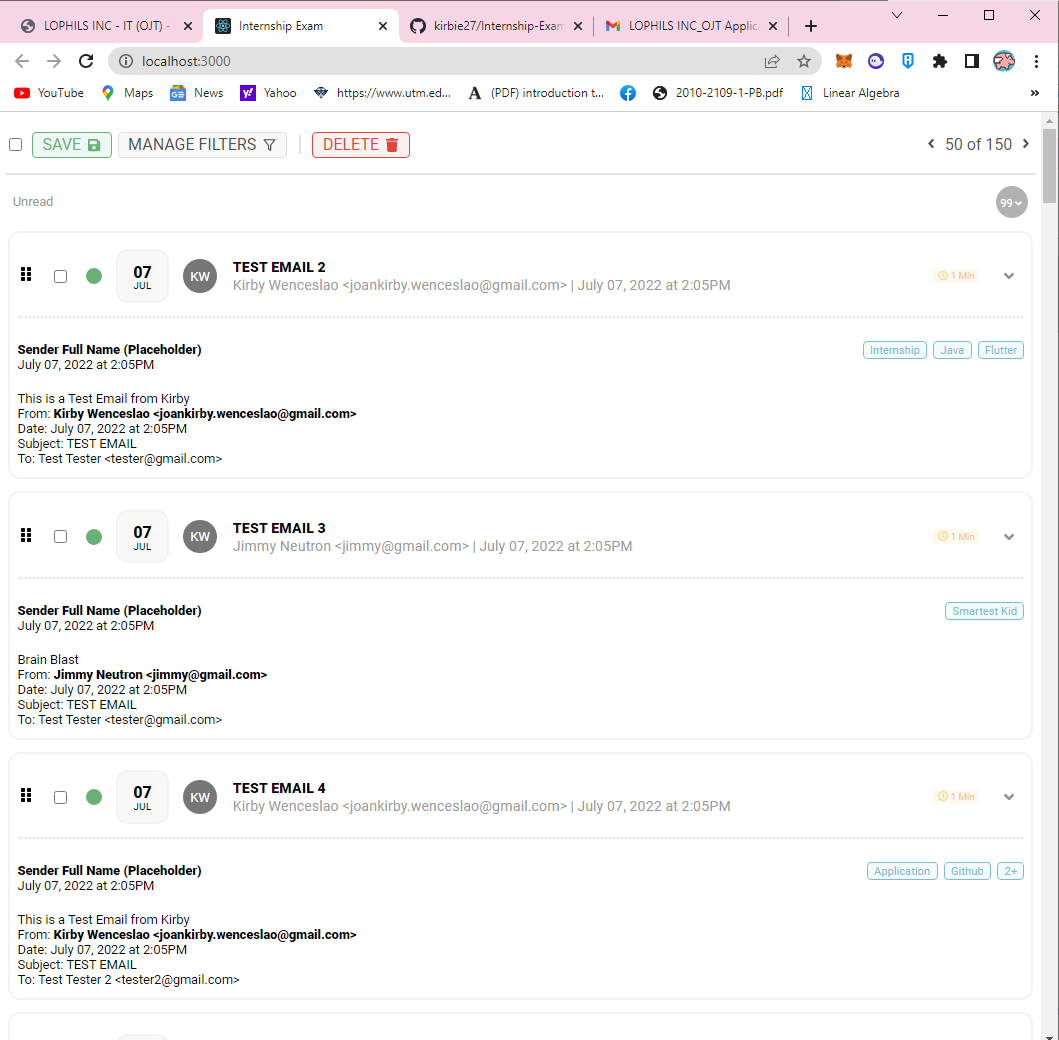 LOPHILS INC - IT (OJT) -
Internship Exam
kirbie27/Internship-Exam
LOPHILS INC_OJT Applic
localhost:3000
YouTube
Maps
News
Yahoo
https://www.utm.ed...
(PDF) introduction t...
2010-2109-1-PB.pdf
Linear Algebra
»
SAVE MANAGE FILTERS DELETE 50 of 150
Unread 99
07
JUL
KW
TEST EMAIL 2
Kirby Wenceslao <joankirby.wenceslao@gmail.com> | July 07, 2022 at 2:05PM
1 Min
Sender Full Name (Placeholder)
Internship Java Flutter
July 07, 2022 at 2:05PM
This is a Test Email from Kirby
From: Kirby Wenceslao <joankirby.wenceslao@gmail.com>
Date: July 07, 2022 at 2:05PM
Subject: TEST EMAIL
To: Test Tester <tester@gmail.com>
07
JUL
KW
TEST EMAIL 3
Jimmy Neutron <jimmy@gmail.com> | July 07, 2022 at 2:05PM
1 Min
Sender Full Name (Placeholder)
Smartest Kid
July 07, 2022 at 2:05PM
Brain Blast
From: Jimmy Neutron <jimmy@gmail.com>
Date: July 07, 2022 at 2:05PM
Subject: TEST EMAIL
To: Test Tester <tester@gmail.com>
07
JUL
KW
TEST EMAIL 4
Kirby Wenceslao <joankirby.wenceslao@gmail.com> | July 07, 2022 at 2:05PM
1 Min
Sender Full Name (Placeholder)
Application Github 2+
July 07, 2022 at 2:05PM
This is a Test Email from Kirby
From: Kirby Wenceslao <joankirby.wenceslao@gmail.com>
Date: July 07, 2022 at 2:05PM
Subject: TEST EMAIL
To: Test Tester 2 <tester2@gmail.com>